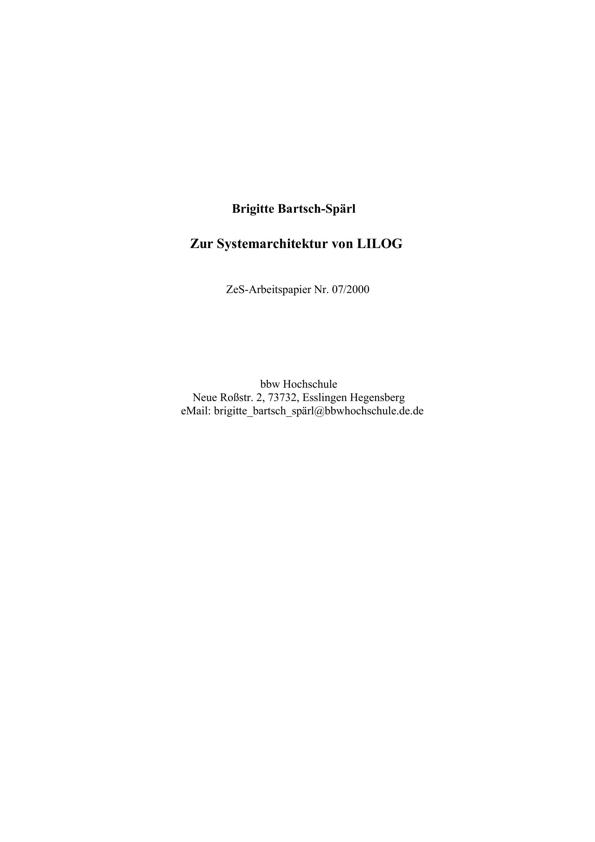 Brigitte Bartsch-Spärl
Zur Systemarchitektur von LILOG
ZeS-Arbeitspapier Nr. 07/2000
bbw Hochschule
Neue Roßstr. 2, 73732, Esslingen Hegensberg
eMail: brigitte_bartsch_spärl@bbwhochschule.de.de